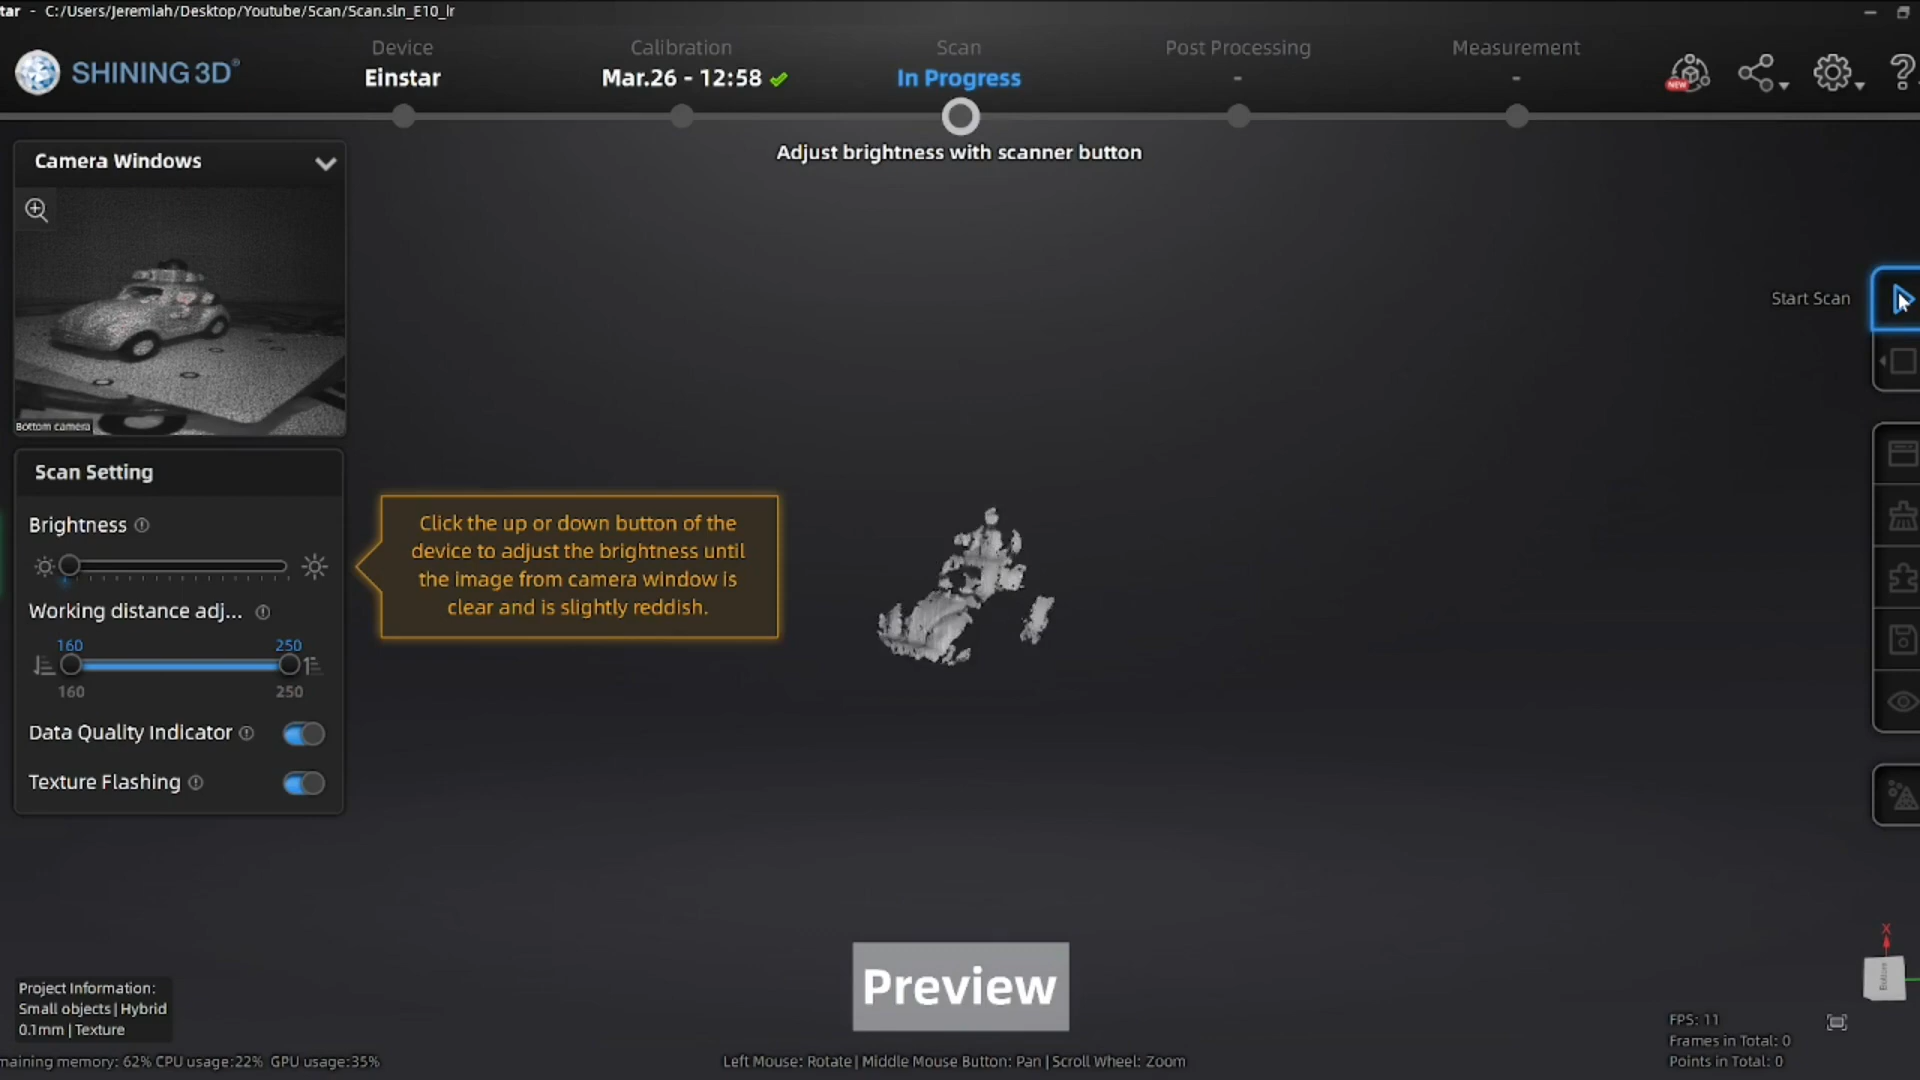 tar - C:/Users/Jeremlah/Desktop/Youtube/Scan/Scan.sln_E10_lr
SHINING 3D®
Device
Einstar
Calibration
Mar.26 - 12:58
Scan
In Progress
Post Processing
-
Measurement
-
NEW
Adjust brightness with scanner button
Camera Windows
Bottom camera
Start Scan
Scan Setting
Brightness
Click the up or down button of the
device to adjust the brightness until
the image from camera window is
clear and is slightly reddish.
Working distance adj...
160 250
160 250
Data Quality Indicator
Texture Flashing
Preview
X
Project Information:
Small objects | Hybrid
0.1mm | Texture
FPS: 11
Frames in Total: 0
Points in Total: 0
maining memory: 62% CPU usage:22% GPU usage:35%
Left Mouse: Rotate | Middle Mouse Button: Pan | Scroll Wheel: Zoom